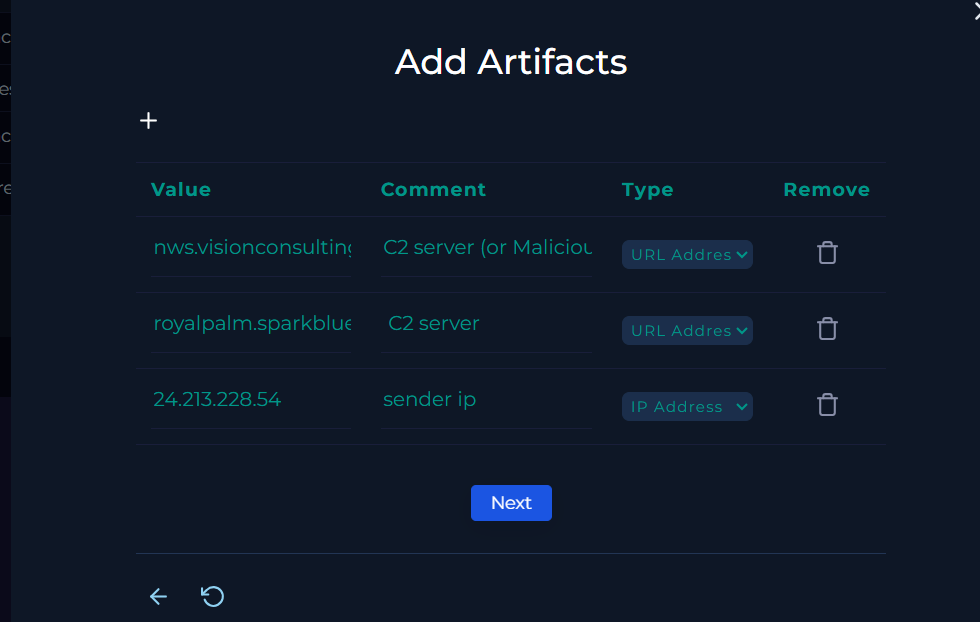 Add Artifacts
Value Comment Type Remove
nws.visionconsulting C2 server (or Maliciou URL Addres
royalpalm.sparkblue C2 server URL Addres
24.213.228.54 sender ip IP Address
Next